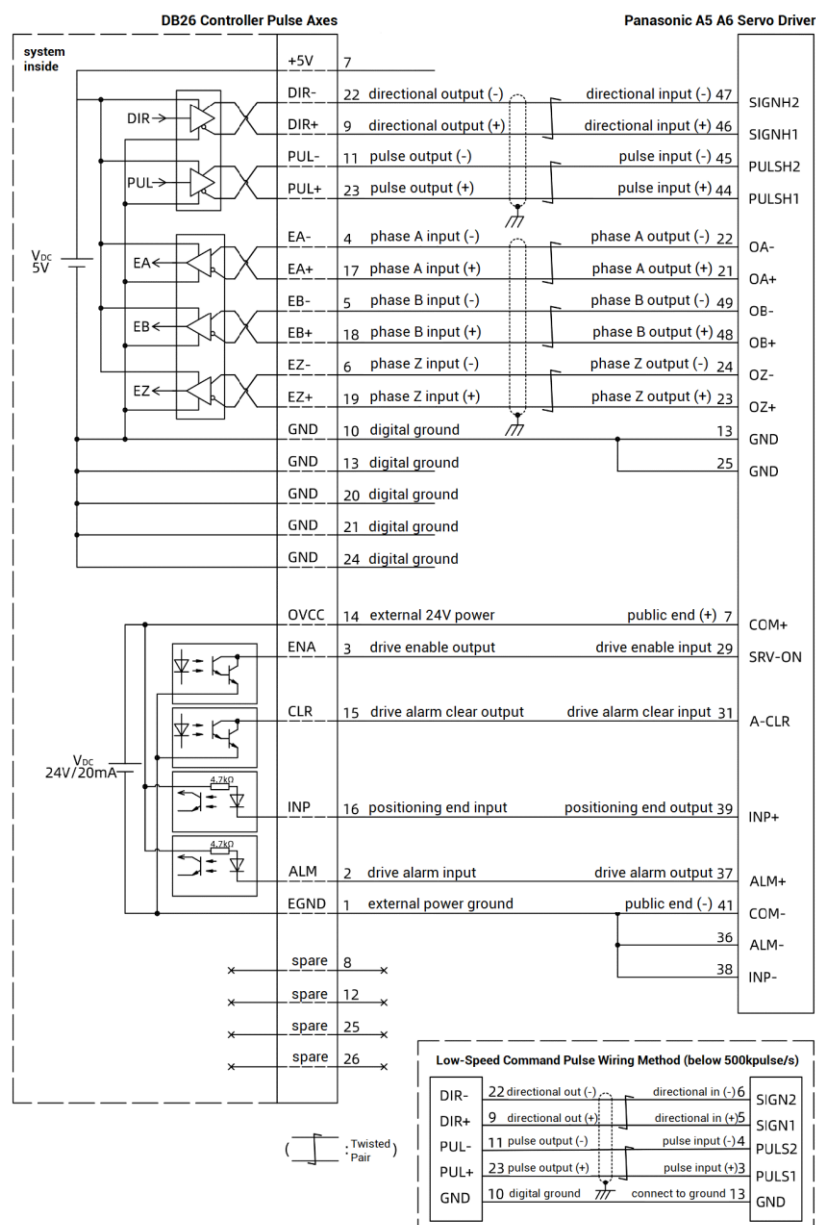 DB26 Controller Pulse Axes
Panasonic A5 A6 Servo Driver
system
inside
+5V 7
DIR- 22 directional output (-) directional input (-) 47 SIGNH2
DIR
DIR+ 9 directional output (+) directional input (+) 46 SIGNH1
PUL- 11 pulse output (-) pulse input (-) 45 PULSH2
PUL
PUL+ 23 pulse output (+) pulse input (+) 44 PULSH1
EA- 4 phase A input (-) phase A output (-) 22 OA-
VDC
5V
EA
EA+ 17 phase A input (+) phase A output (+) 21 OA+
EB- 5 phase B input (-) phase B output (-) 49 OB-
EB
EB+ 18 phase B input (+) phase B output (+) 48 OB+
EZ- 6 phase Z input (-) phase Z output (-) 24 OZ-
EZ
EZ+ 19 phase Z input (+) phase Z output (+) 23 OZ+
GND 10 digital ground 13 GND
GND 13 digital ground 25 GND
GND 20 digital ground
GND 21 digital ground
GND 24 digital ground
OVCC 14 external 24V power public end (+) 7 COM+
ENA 3 drive enable output drive enable input 29 SRV-ON
CLR 15 drive alarm clear output drive alarm clear input 31 A-CLR
VDC
24V/20mA
4.7kΩ
INP 16 positioning end input positioning end output 39 INP+
4.7kΩ
ALM 2 drive alarm input drive alarm output 37 ALM+
EGND 1 external power ground public end (-) 41 COM-
36 ALM-
38 INP-
spare 8
spare 12
spare 25
spare 26
Low-Speed Command Pulse Wiring Method (below 500kpulse/s)
DIR- 22 directional out (-) directional in (-) 6 SIGN2
DIR+ 9 directional out (+) directional in (+) 5 SIGN1
PUL- 11 pulse output (-) pulse input (-) 4 PULS2
PUL+ 23 pulse output (+) pulse input (+) 3 PULS1
GND 10 digital ground connect to ground 13 GND
( : Twisted
Pair )